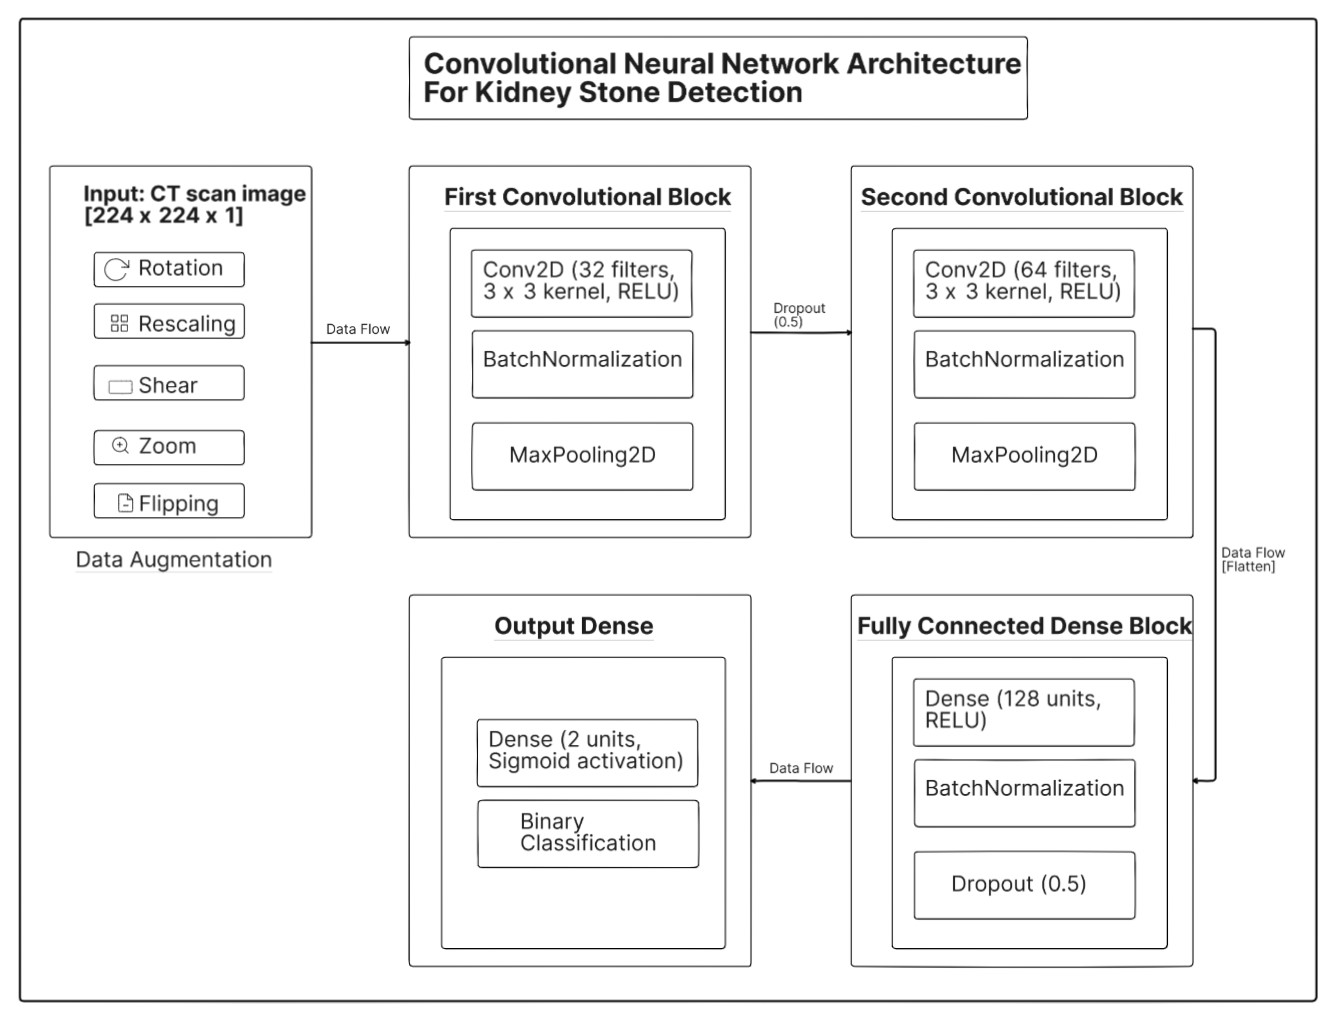 Convolutional Neural Network Architecture
For Kidney Stone Detection
Input: CT scan image
[224 x 224 x 1]
Rotation
Rescaling
Shear
Zoom
Flipping
Data Augmentation
Data Flow
First Convolutional Block
Conv2D (32 filters,
3 x 3 kernel, RELU)
BatchNormalization
MaxPooling2D
Dropout
(0.5)
Second Convolutional Block
Conv2D (64 filters,
3 x 3 kernel, RELU)
BatchNormalization
MaxPooling2D
Data Flow
[Flatten]
Fully Connected Dense Block
Dense (128 units,
RELU)
BatchNormalization
Dropout (0.5)
Data Flow
Output Dense
Dense (2 units,
Sigmoid activation)
Binary
Classification